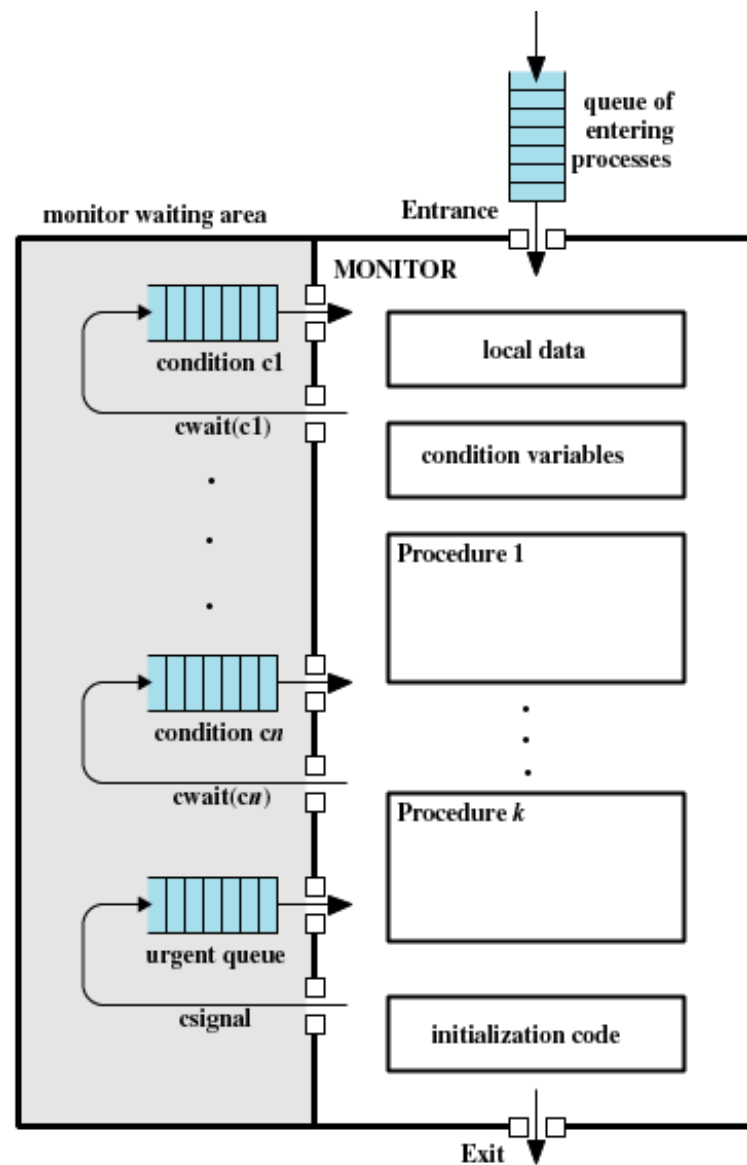 queue of
entering
processes
Entrance
monitor waiting area
MONITOR
condition c1
cwait(c1)
local data
condition variables
Procedure 1
condition cn
cwait(cn)
Procedure k
urgent queue
csignal
initialization code
Exit